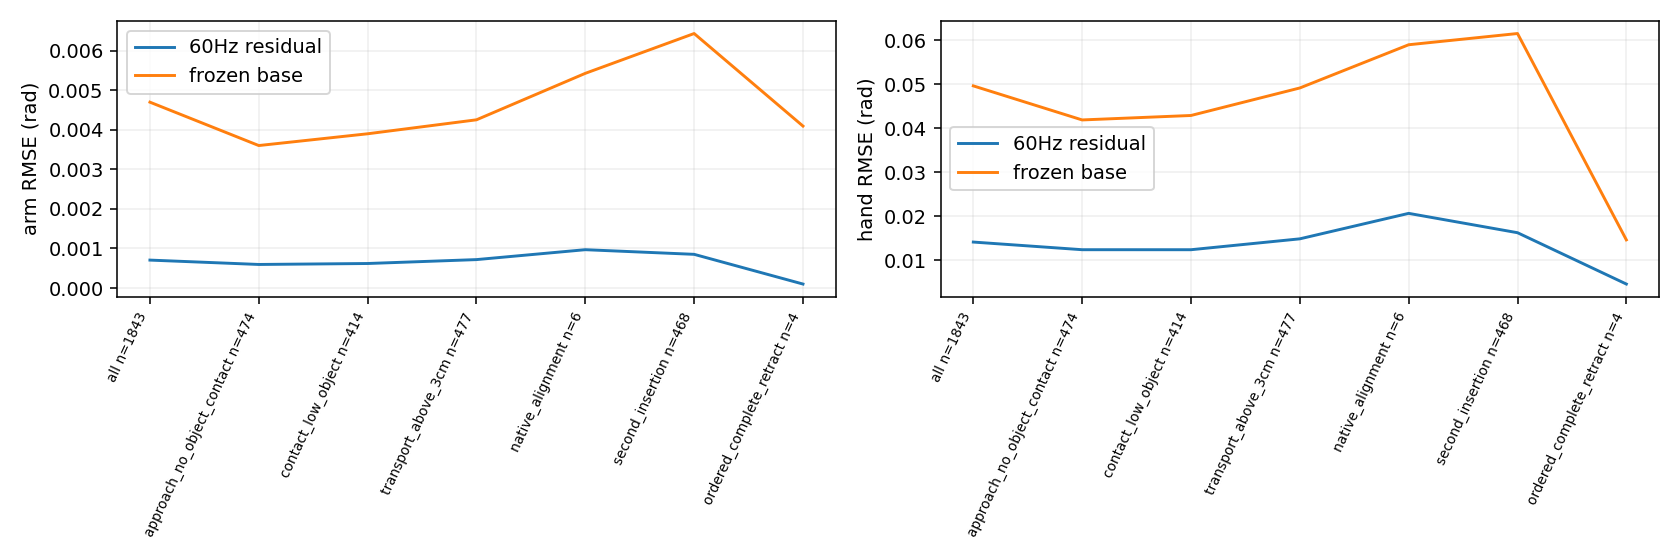 arm RMSE (rad)
0.006
0.005
0.004
0.003
0.002
0.001
0.000
60Hz residual
frozen base
all n=1843
approach_no_object_contact n=474
contact_low_object n=414
transport_above_3cm n=477
native_alignment n=6
second_insertion n=468
ordered_complete_retract n=4
hand RMSE (rad)
0.06
0.05
0.04
0.03
0.02
0.01
60Hz residual
frozen base
all n=1843
approach_no_object_contact n=474
contact_low_object n=414
transport_above_3cm n=477
native_alignment n=6
second_insertion n=468
ordered_complete_retract n=4